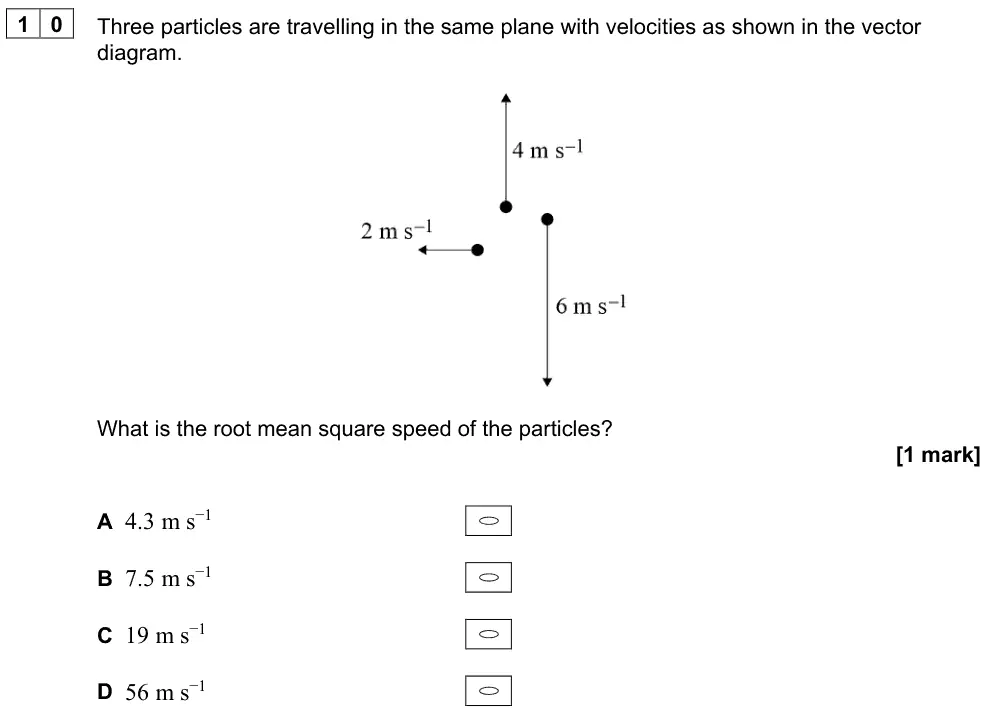 1 0 Three particles are travelling in the same plane with velocities as shown in the vector
diagram.
4 m s⁻¹
2 m s⁻¹
6 m s⁻¹
What is the root mean square speed of the particles?
[1 mark]
A 4.3 m s⁻¹
B 7.5 m s⁻¹
C 19 m s⁻¹
D 56 m s⁻¹